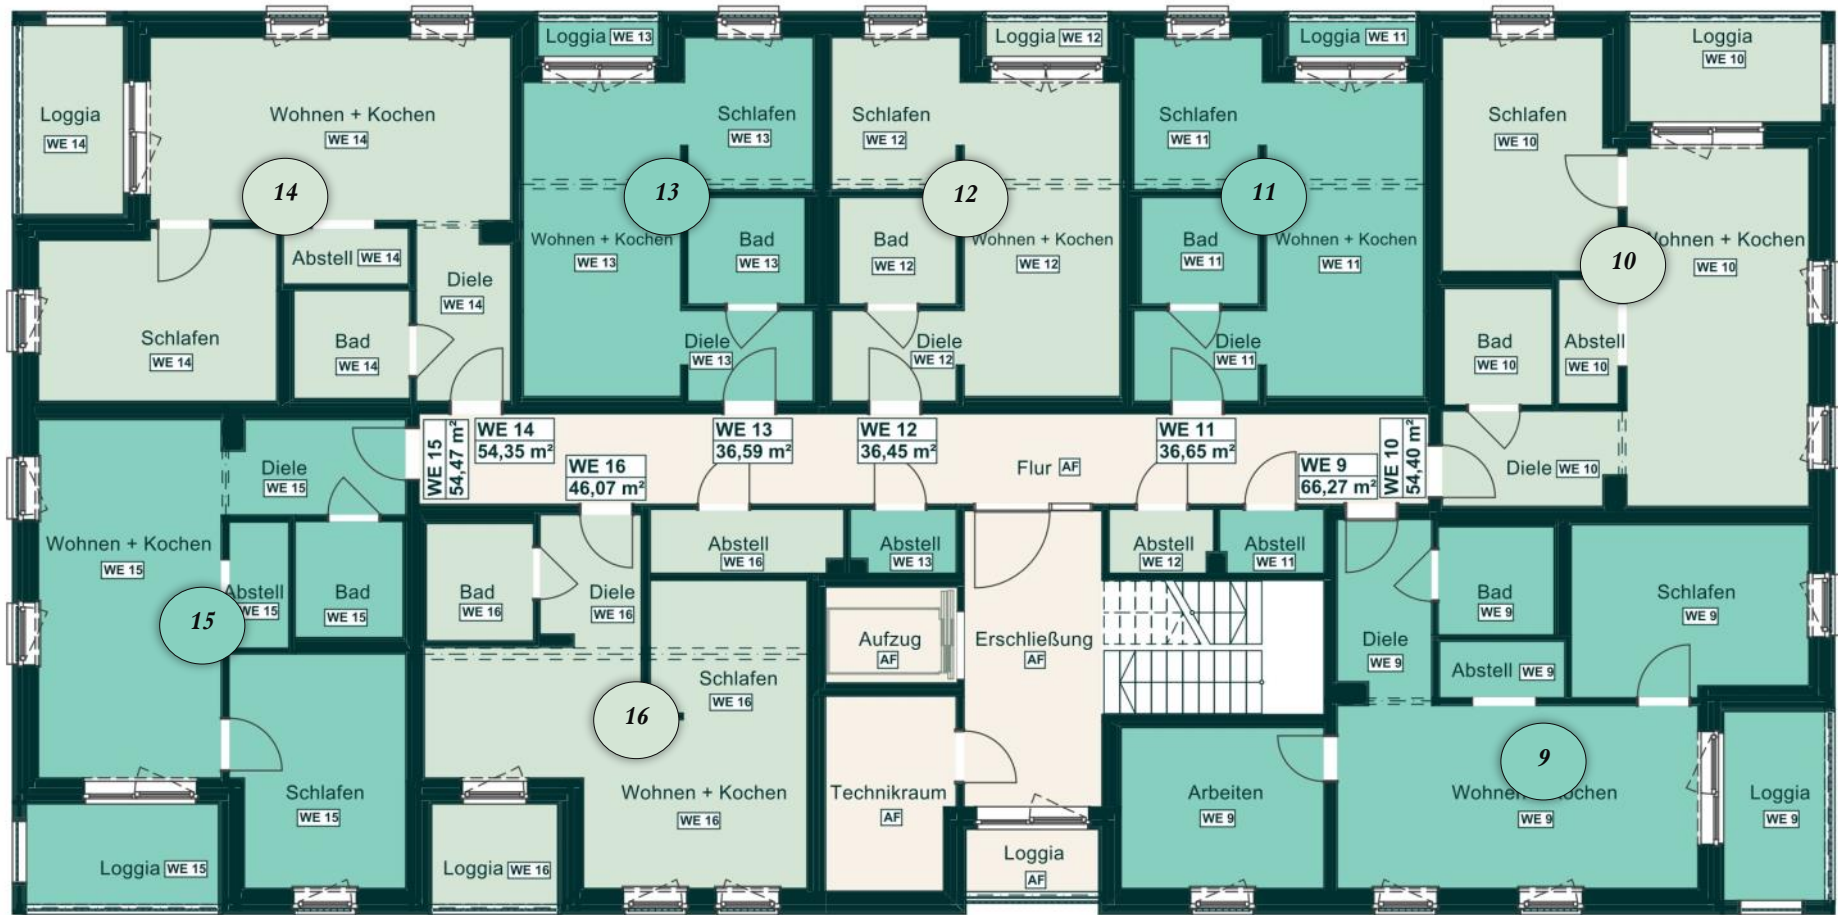 Loggia WE 13
Loggia WE 12
Loggia WE 11
Loggia
WE 10
Loggia
WE 14
Wohnen + Kochen
WE 14
Schlafen
WE 13
Schlafen
WE 12
Schlafen
WE 11
Schlafen
WE 10
14
13
12
11
10
Wohnen + Kochen
WE 13
Bad
WE 13
Bad
WE 12
Wohnen + Kochen
WE 12
Bad
WE 11
Wohnen + Kochen
WE 11
Kochen
WE 10
Abstell WE 14
Diele
WE 14
Schlafen
WE 14
Bad
WE 14
Diele
WE 13
Diele
WE 12
Diele
WE 11
Bad
WE 10
Abstell
WE 10
WE 15
54,47 m²
WE 14
54,35 m²
WE 16
46,07 m²
WE 13
36,59 m²
WE 12
36,45 m²
Flur AF
WE 11
36,65 m²
WE 9
66,27 m²
WE 10
54,40 m²
Diele WE 10
Diele
WE 15
Wohnen + Kochen
WE 15
Abstell
WE 15
Bad
WE 15
15
Bad
WE 16
Diele
WE 16
Abstell
WE 16
Abstell
WE 13
Abstell
WE 12
Abstell
WE 11
Bad
WE 9
Schlafen
WE 9
Aufzug
AF
Erschließung
AF
Diele
WE 9
Abstell WE 9
Schlafen
WE 16
16
9
Schlafen
WE 15
Wohnen + Kochen
WE 16
Technikraum
AF
Arbeiten
WE 9
WE 9
Loggia
WE 9
Loggia WE 15
Loggia WE 16
Loggia
AF